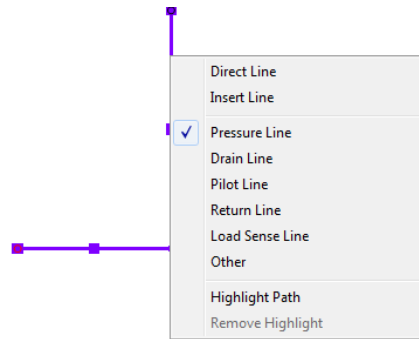 Direct Line
Insert Line
Pressure Line
Drain Line
Pilot Line
Return Line
Load Sense Line
Other
Highlight Path
Remove Highlight